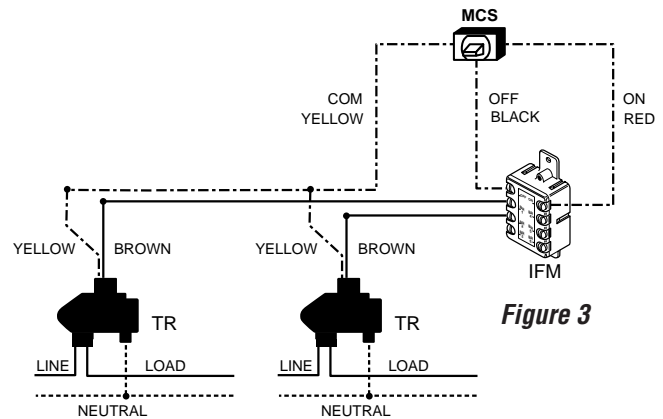 MCS
COM
YELLOW
OFF
BLACK
ON
RED
YELLOW
BROWN
YELLOW
BROWN
IFM
TR
TR
Figure 3
LINE
LOAD
LINE
LOAD
NEUTRAL
NEUTRAL